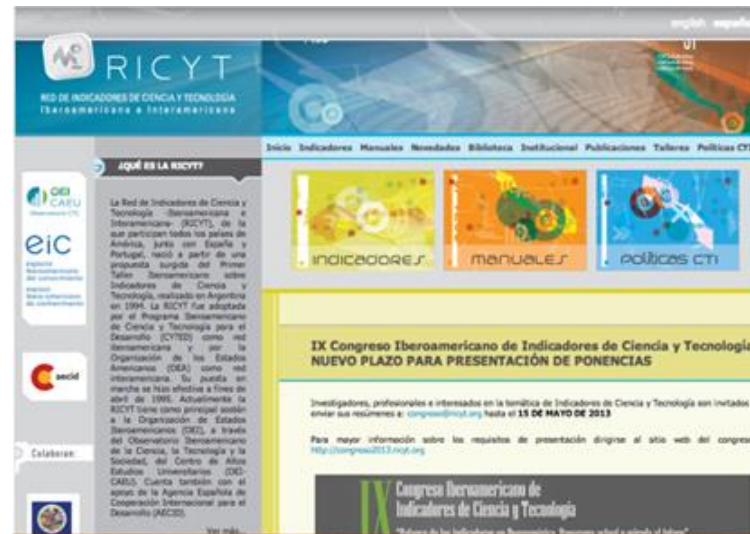 english español
RICYT
RED DE INDICADORES DE CIENCIA Y TECNOLOGÍA
Iberoamericana e Interamericana
01
Inicio Indicadores Manuales Novedades Biblioteca Institucional Publicaciones Talleres Políticas CTI
¿QUÉ ES LA RICYT?
OEI
CAEU
Observatorio CTS
eic
espacio
iberoamericano
del conocimiento
aecid
Colaboran:
La Red de Indicadores de Ciencia y
Tecnología -Iberoamericana e
Interamericana- (RICYT), de la
que participan todos los países de
América, junto con España y
Portugal, nació a partir de una
propuesta surgida del Primer
Taller Iberoamericano sobre
Indicadores de Ciencia y
Tecnología, realizado en Argentina
en 1994. La RICYT fue adoptada
por el Programa Iberoamericano
de Ciencia y Tecnología para el
Desarrollo (CYTED) como red
iberoamericana y por la
Organización de los Estados
Americanos (OEA) como red
interamericana. Su puesta en
marcha se hizo efectiva a fines de
abril de 1995. Actualmente la
RICYT tiene como principal sostén
a la Organización de Estados
Iberoamericanos (OEI), a través
del Observatorio Iberoamericano
de la Ciencia, la Tecnología y la
Sociedad, del Centro de Altos
Estudios Universitarios (OEI-
CAEU). Cuenta también con el
apoyo de la Agencia Española de
Cooperación Internacional para el
Desarrollo (AECID).
Ver más...
indicadores
manuales
políticas CTI
IX Congreso Iberoamericano de Indicadores de Ciencia y Tecnología
NUEVO PLAZO PARA PRESENTACIÓN DE PONENCIAS
Investigadores, profesionales e interesados en la temática de Indicadores de Ciencia y Tecnología son invitados
enviar sus resúmenes a: congreso@ricyt.org hasta el 15 DE MAYO DE 2013
Para mayor información sobre los requisitos de presentación dirigirse al sitio web del congreso
http://congreso2013.ricyt.org
IX Congreso Iberoamericano de
Indicadores de Ciencia y Tecnología